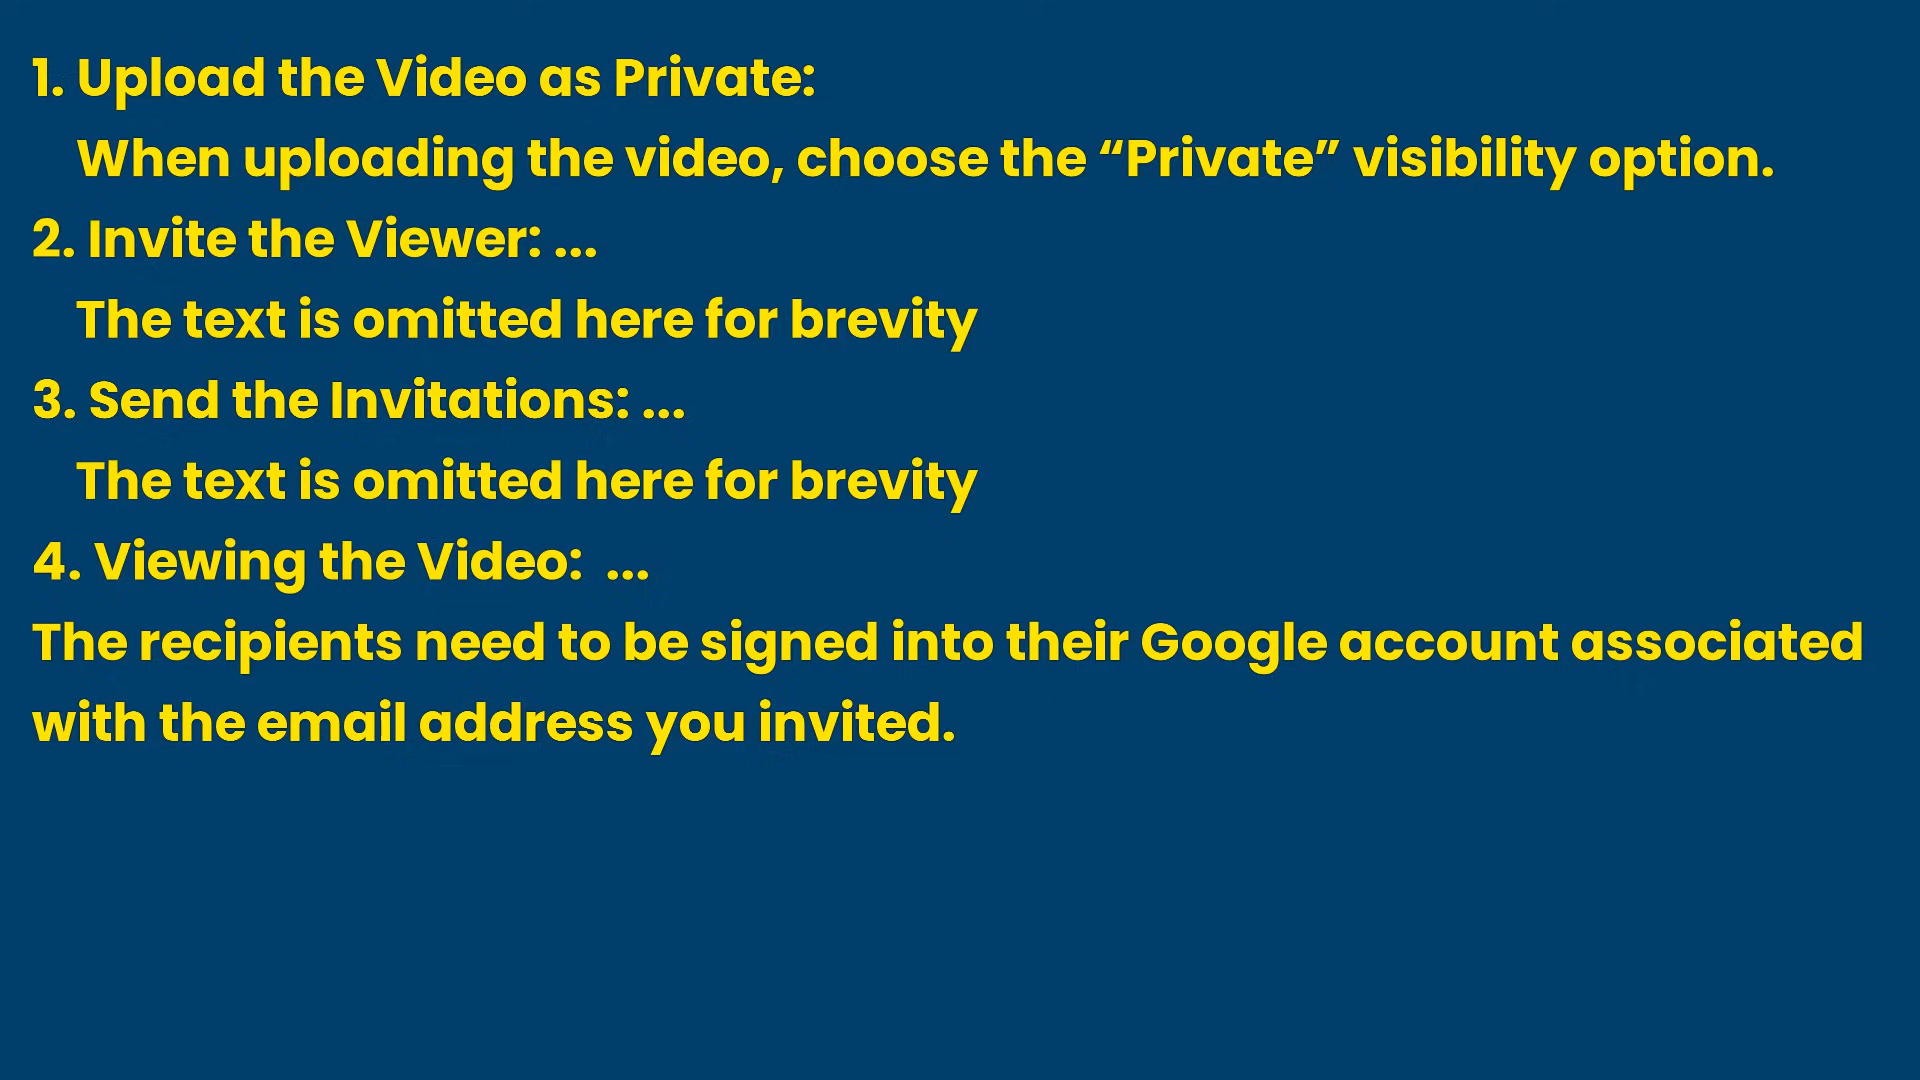 1. Upload the Video as Private:
When uploading the video, choose the “Private” visibility option.
2. Invite the Viewer: ...
The text is omitted here for brevity
3. Send the Invitations: ...
The text is omitted here for brevity
4. Viewing the Video:  ...
The recipients need to be signed into their Google account associated
with the email address you invited.